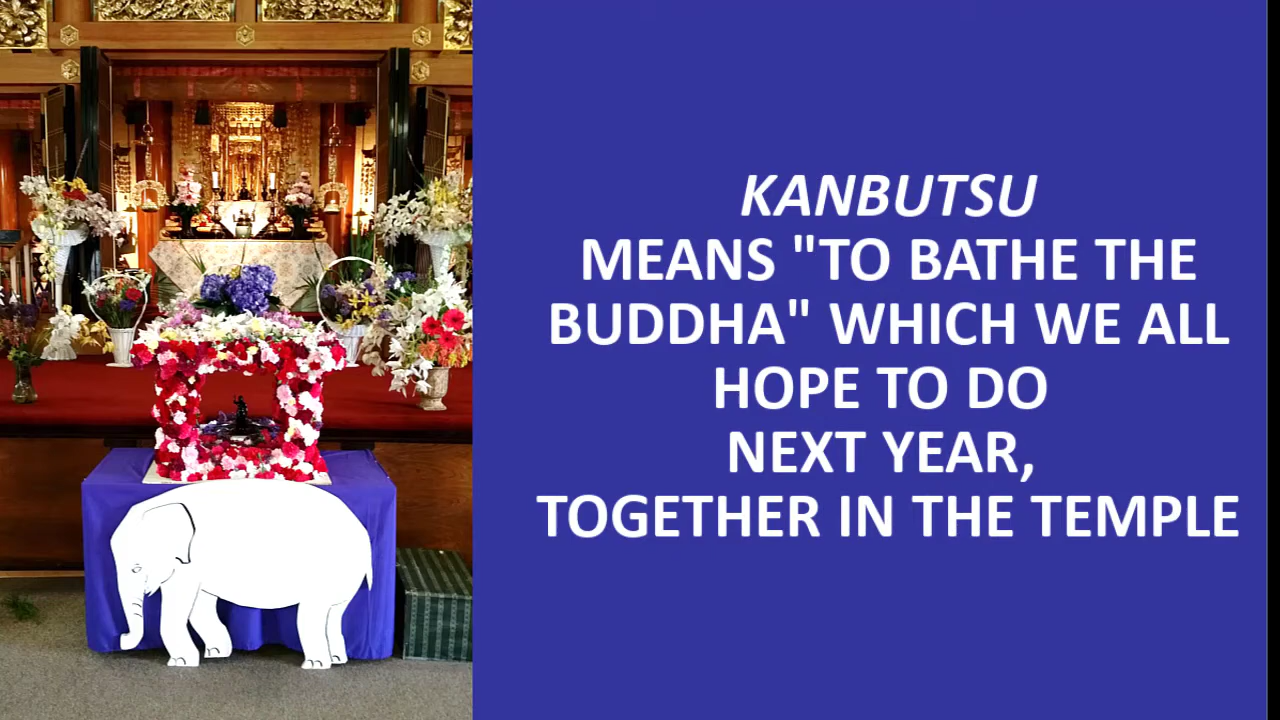 KANBUTSU
MEANS "TO BATHE THE
BUDDHA" WHICH WE ALL
HOPE TO DO
NEXT YEAR,
TOGETHER IN THE TEMPLE